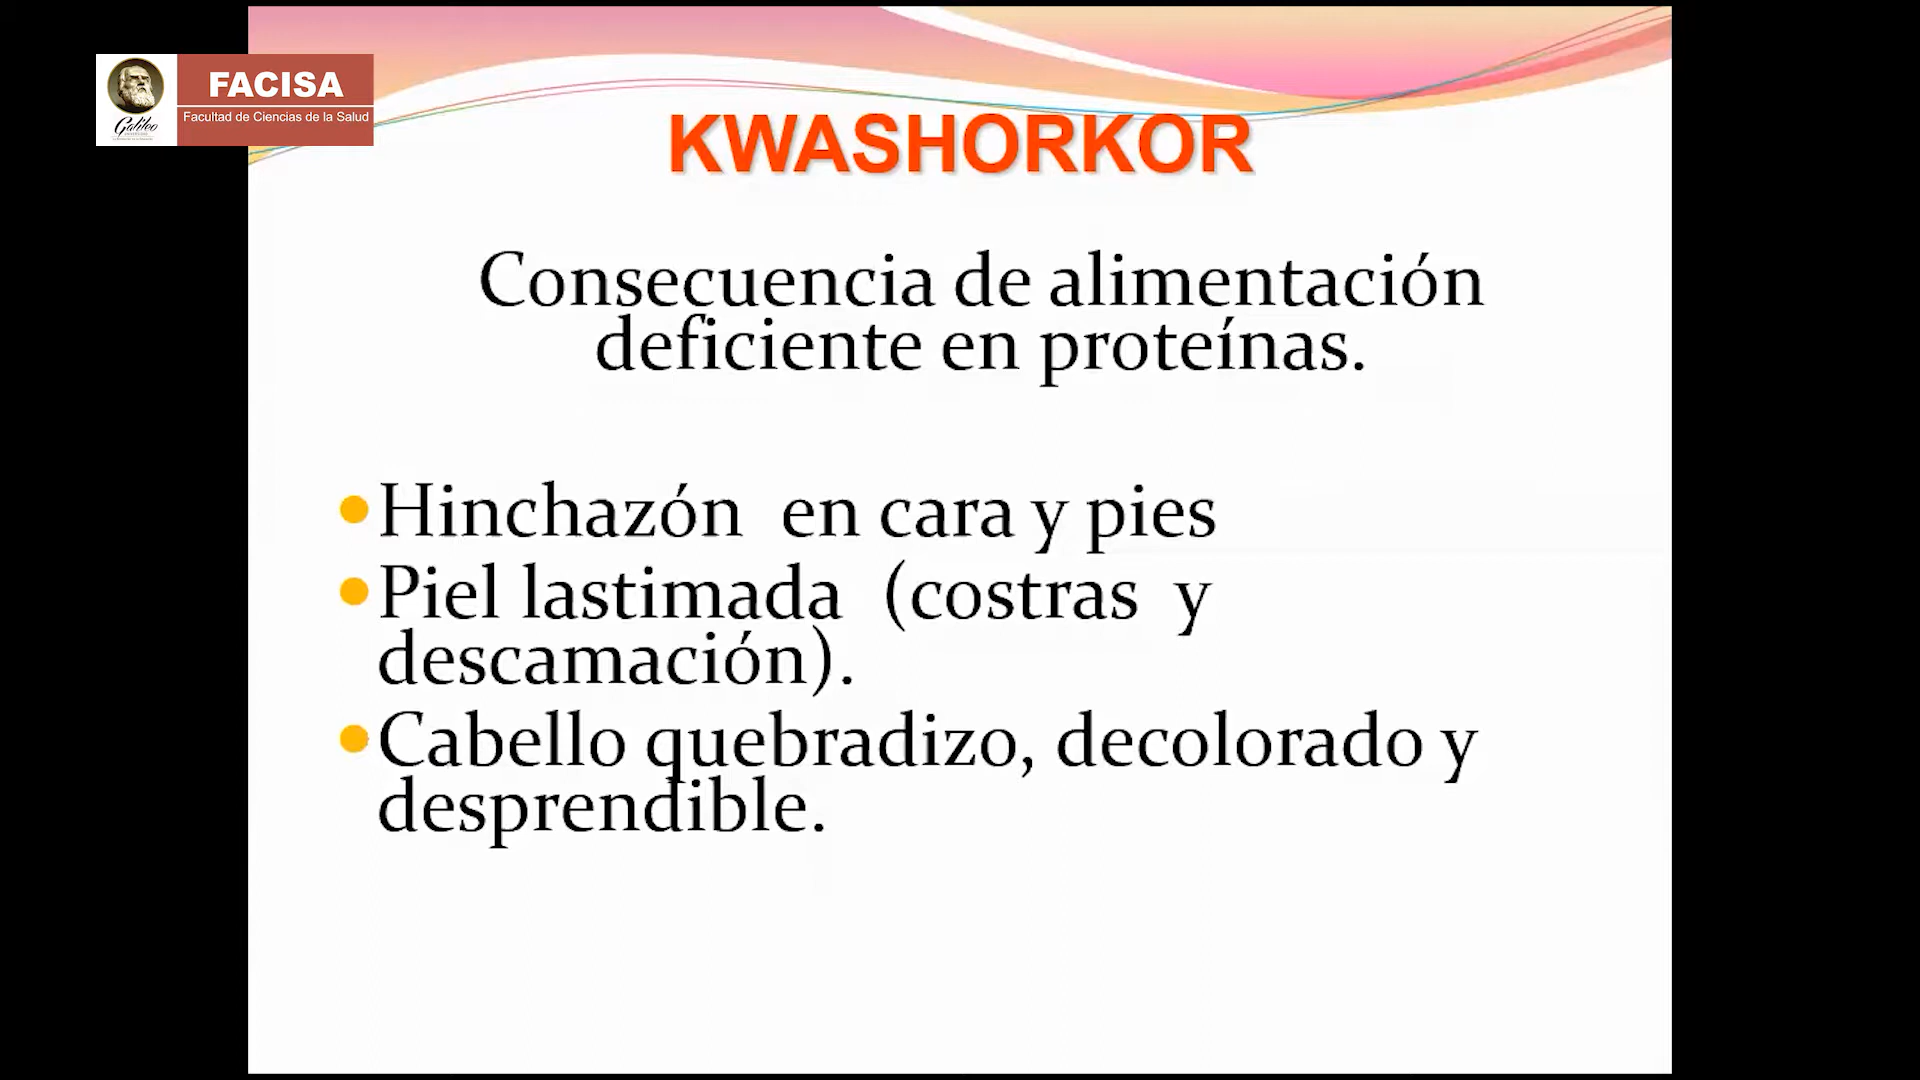 FACISA
Galileo
Facultad de Ciencias de la Salud
KWASHORKOR
Consecuencia de alimentación
deficiente en proteínas.
Hinchazón en cara y pies
Piel lastimada (costras y
descamación).
Cabello quebradizo, decolorado y
desprendible.